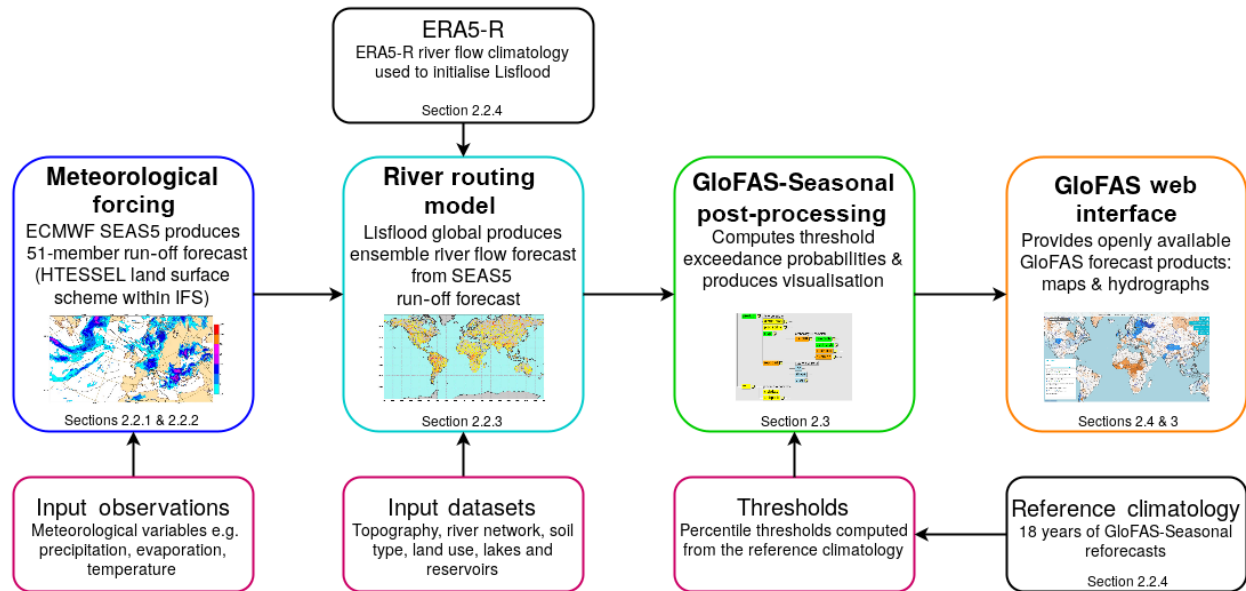 ERA5-R
ERA5-R river flow climatology
used to initialise Lisflood
Section 2.2.4
Meteorological
forcing
ECMWF SEAS5 produces
51-member run-off forecast
(HTESSEL land surface
scheme within IFS)
Sections 2.2.1 & 2.2.2
River routing
model
Lisflood global produces
ensemble river flow forecast
from SEAS5
run-off forecast
Section 2.2.3
GloFAS-Seasonal
post-processing
Computes threshold
exceedance probabilities &
produces visualisation
Section 2.3
GloFAS web
interface
Provides openly available
GloFAS forecast products:
maps & hydrographs
Sections 2.4 & 3
Input observations
Meteorological variables e.g.
precipitation, evaporation,
temperature
Input datasets
Topography, river network, soil
type, land use, lakes and
reservoirs
Thresholds
Percentile thresholds computed
from the reference climatology
Reference climatology
18 years of GloFAS-Seasonal
reforecasts
Section 2.2.4